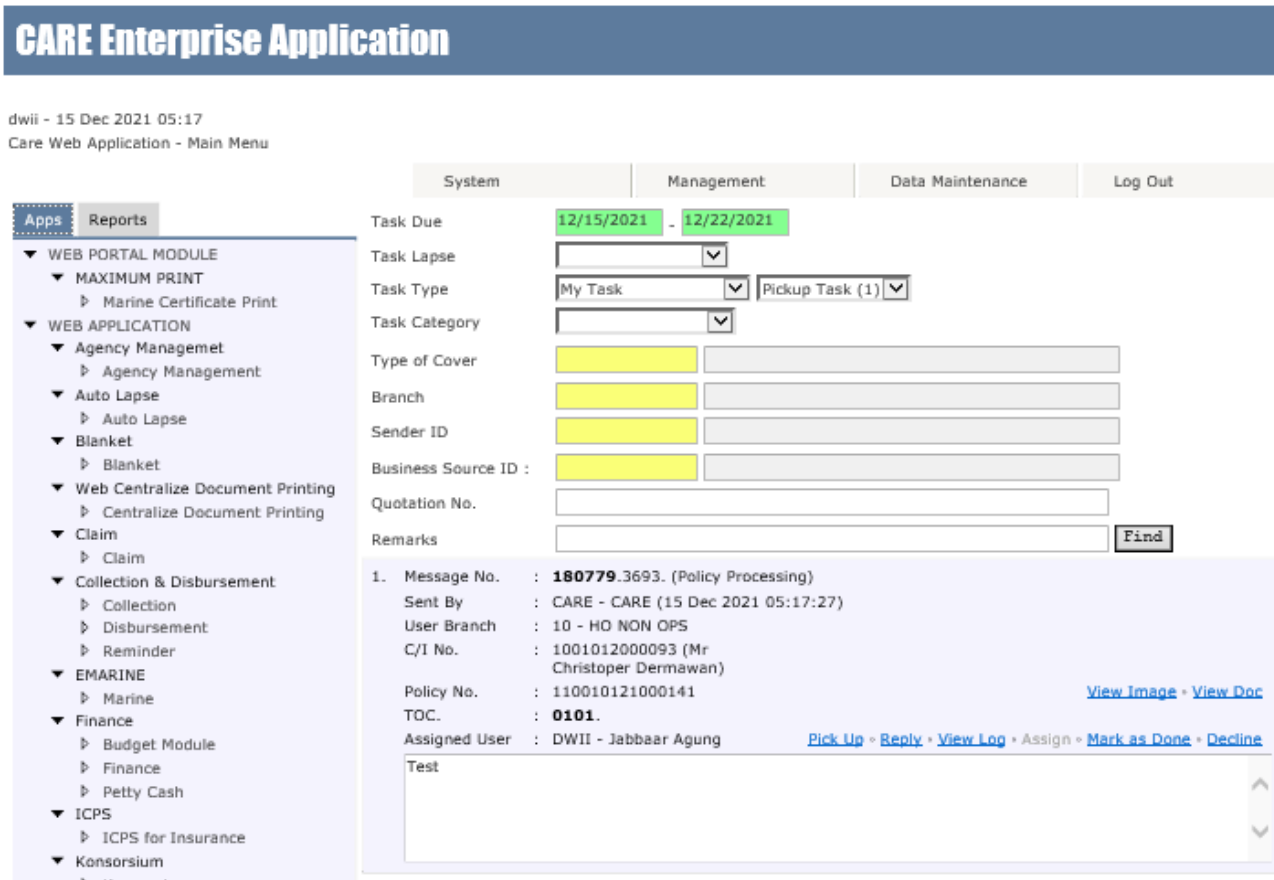 CARE Enterprise Application
dwii - 15 Dec 2021 05:17
Care Web Application - Main Menu
System Management Data Maintenance Log Out
Apps Reports
WEB PORTAL MODULE
MAXIMUM PRINT
Marine Certificate Print
WEB APPLICATION
Agency Managemet
Agency Management
Auto Lapse
Auto Lapse
Blanket
Blanket
Web Centralize Document Printing
Centralize Document Printing
Claim
Claim
Collection & Disbursement
Collection
Disbursement
Reminder
EMARINE
Marine
Finance
Budget Module
Finance
Petty Cash
ICPS
ICPS for Insurance
Konsorsium
Task Due 12/15/2021 - 12/22/2021
Task Lapse
Task Type My Task Pickup Task (1)
Task Category
Type of Cover
Branch
Sender ID
Business Source ID :
Quotation No.
Remarks Find
1. Message No. : 180779.3693. (Policy Processing)
Sent By : CARE - CARE (15 Dec 2021 05:17:27)
User Branch : 10 - HO NON OPS
C/I No. : 1001012000093 (Mr
Christoper Dermawan)
Policy No. : 110010121000141 View Image • View Doc
TOC. : 0101.
Assigned User : DWII - Jabbaar Agung Pick Up • Reply • View Log • Assign • Mark as Done • Decline
Test